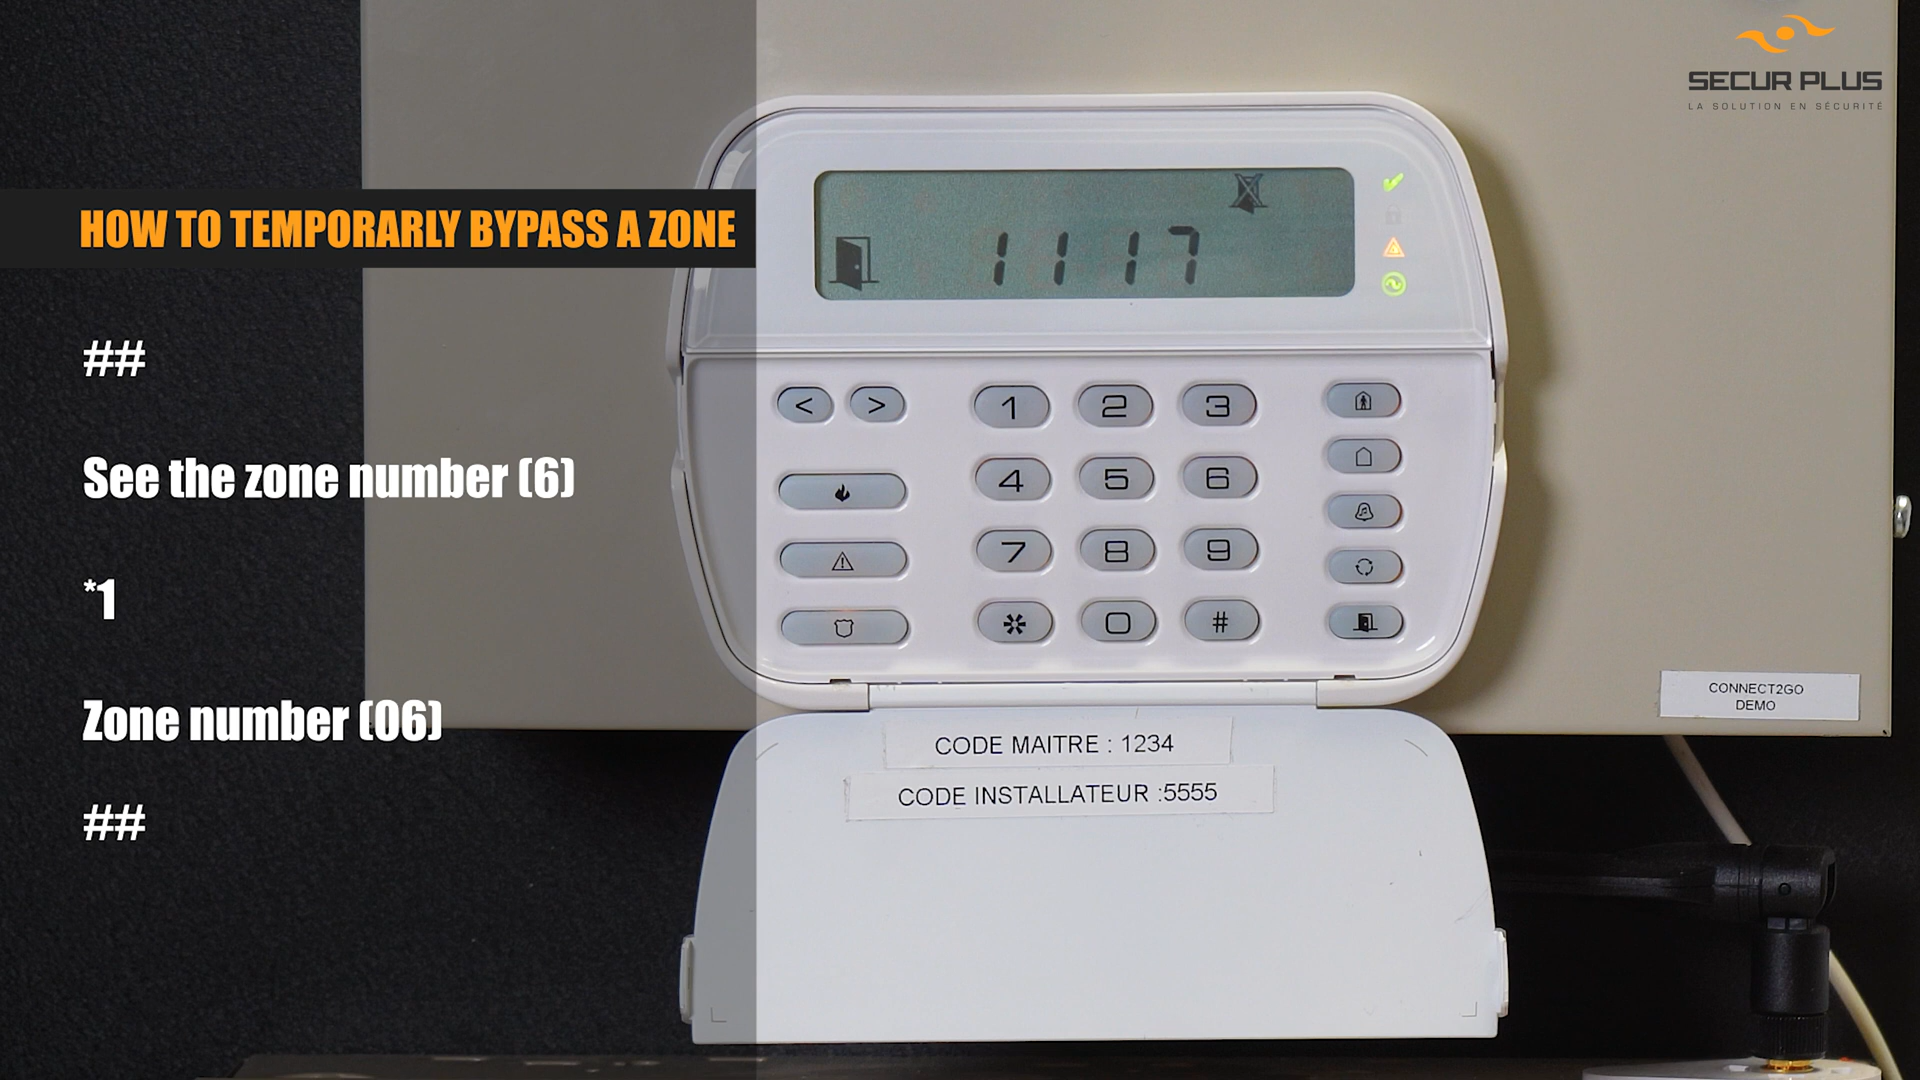 SECUR PLUS
LA SOLUTION EN SÉCURITÉ
HOW TO TEMPORARLY BYPASS A ZONE
##
See the zone number (6)
*1
Zone number (06)
##
11 17
< > 1 2 3
4 5 6
7 8 9
* 0 #
CONNECT2GO
DEMO
CODE MAITRE : 1234
CODE INSTALLATEUR :5555